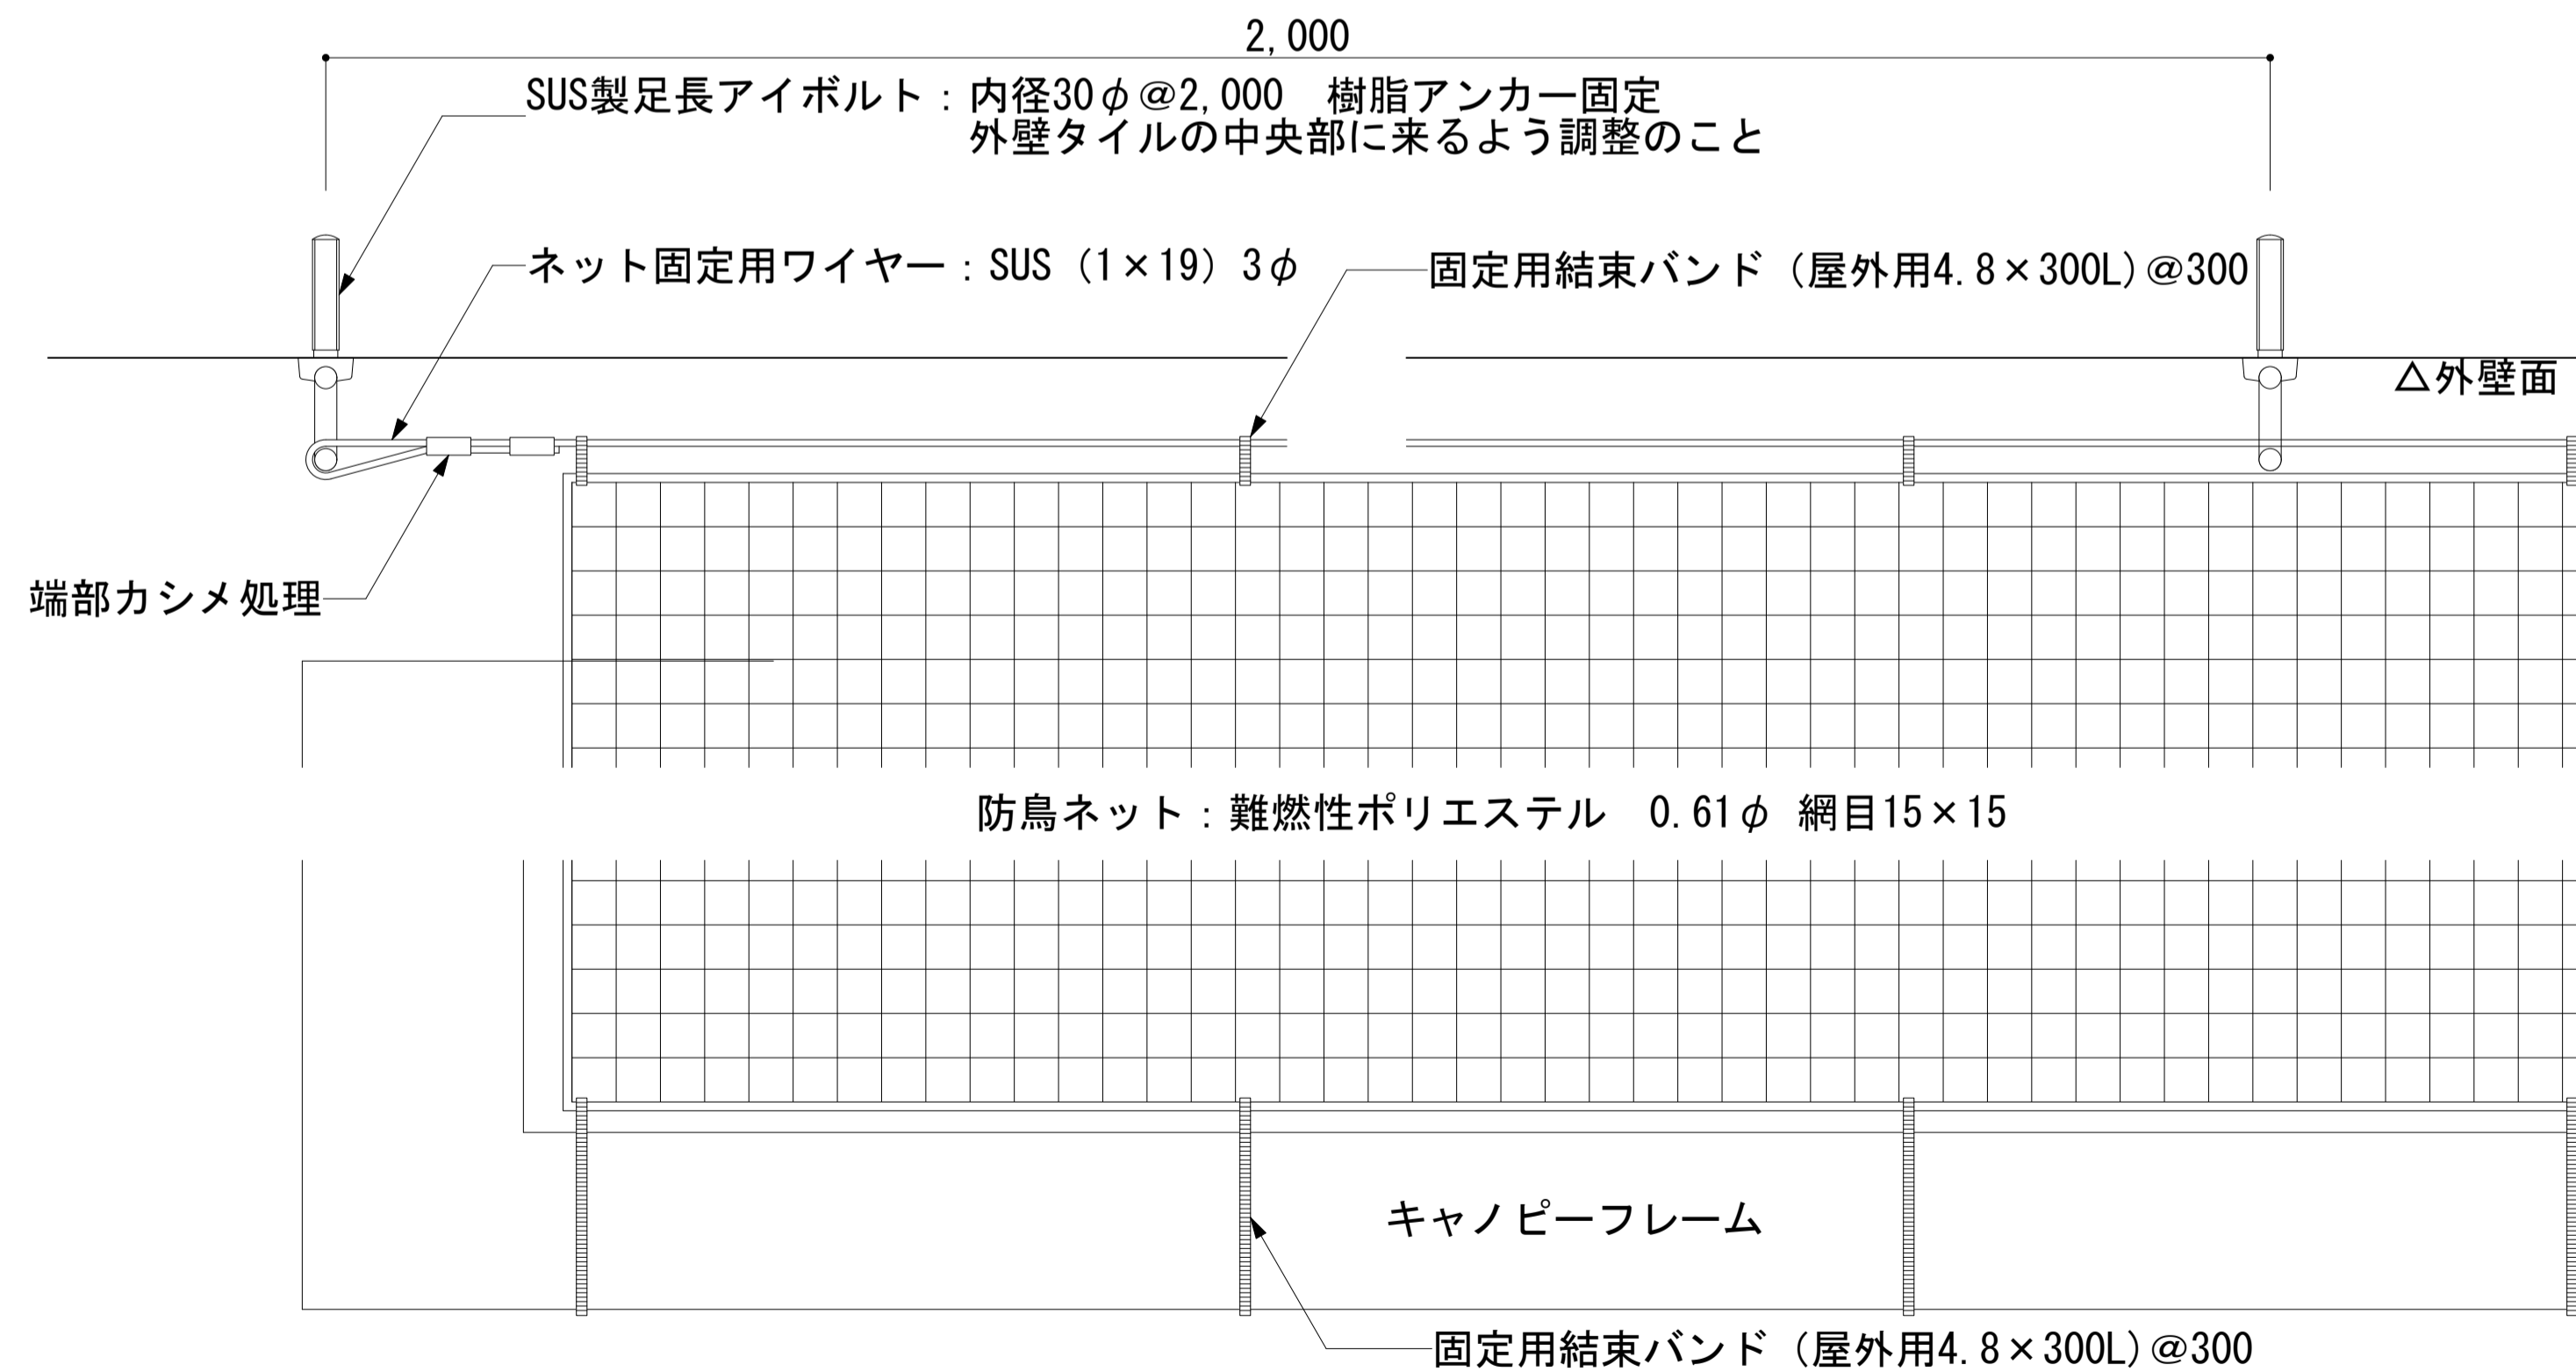 2,000
SUS製足長アイボルト：内径30φ@2,000　樹脂アンカー固定
外壁タイルの中央部に来るよう調整のこと
ネット固定用ワイヤー：SUS（1×19）3φ
固定用結束バンド（屋外用4.8×300L)@300
△外壁面
端部カシメ処理
防鳥ネット：難燃性ポリエステル　0.61φ 網目15×15
キャノピーフレーム
固定用結束バンド（屋外用4.8×300L)@300